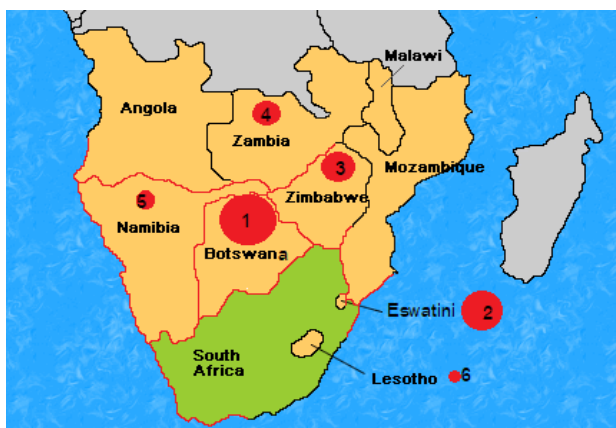 Malawi
Angola
4
Zambia
3
Mozambique
5
Namibia
Zimbabwe
1
Botswana
Eswatini 2
South
Africa
Lesotho 6